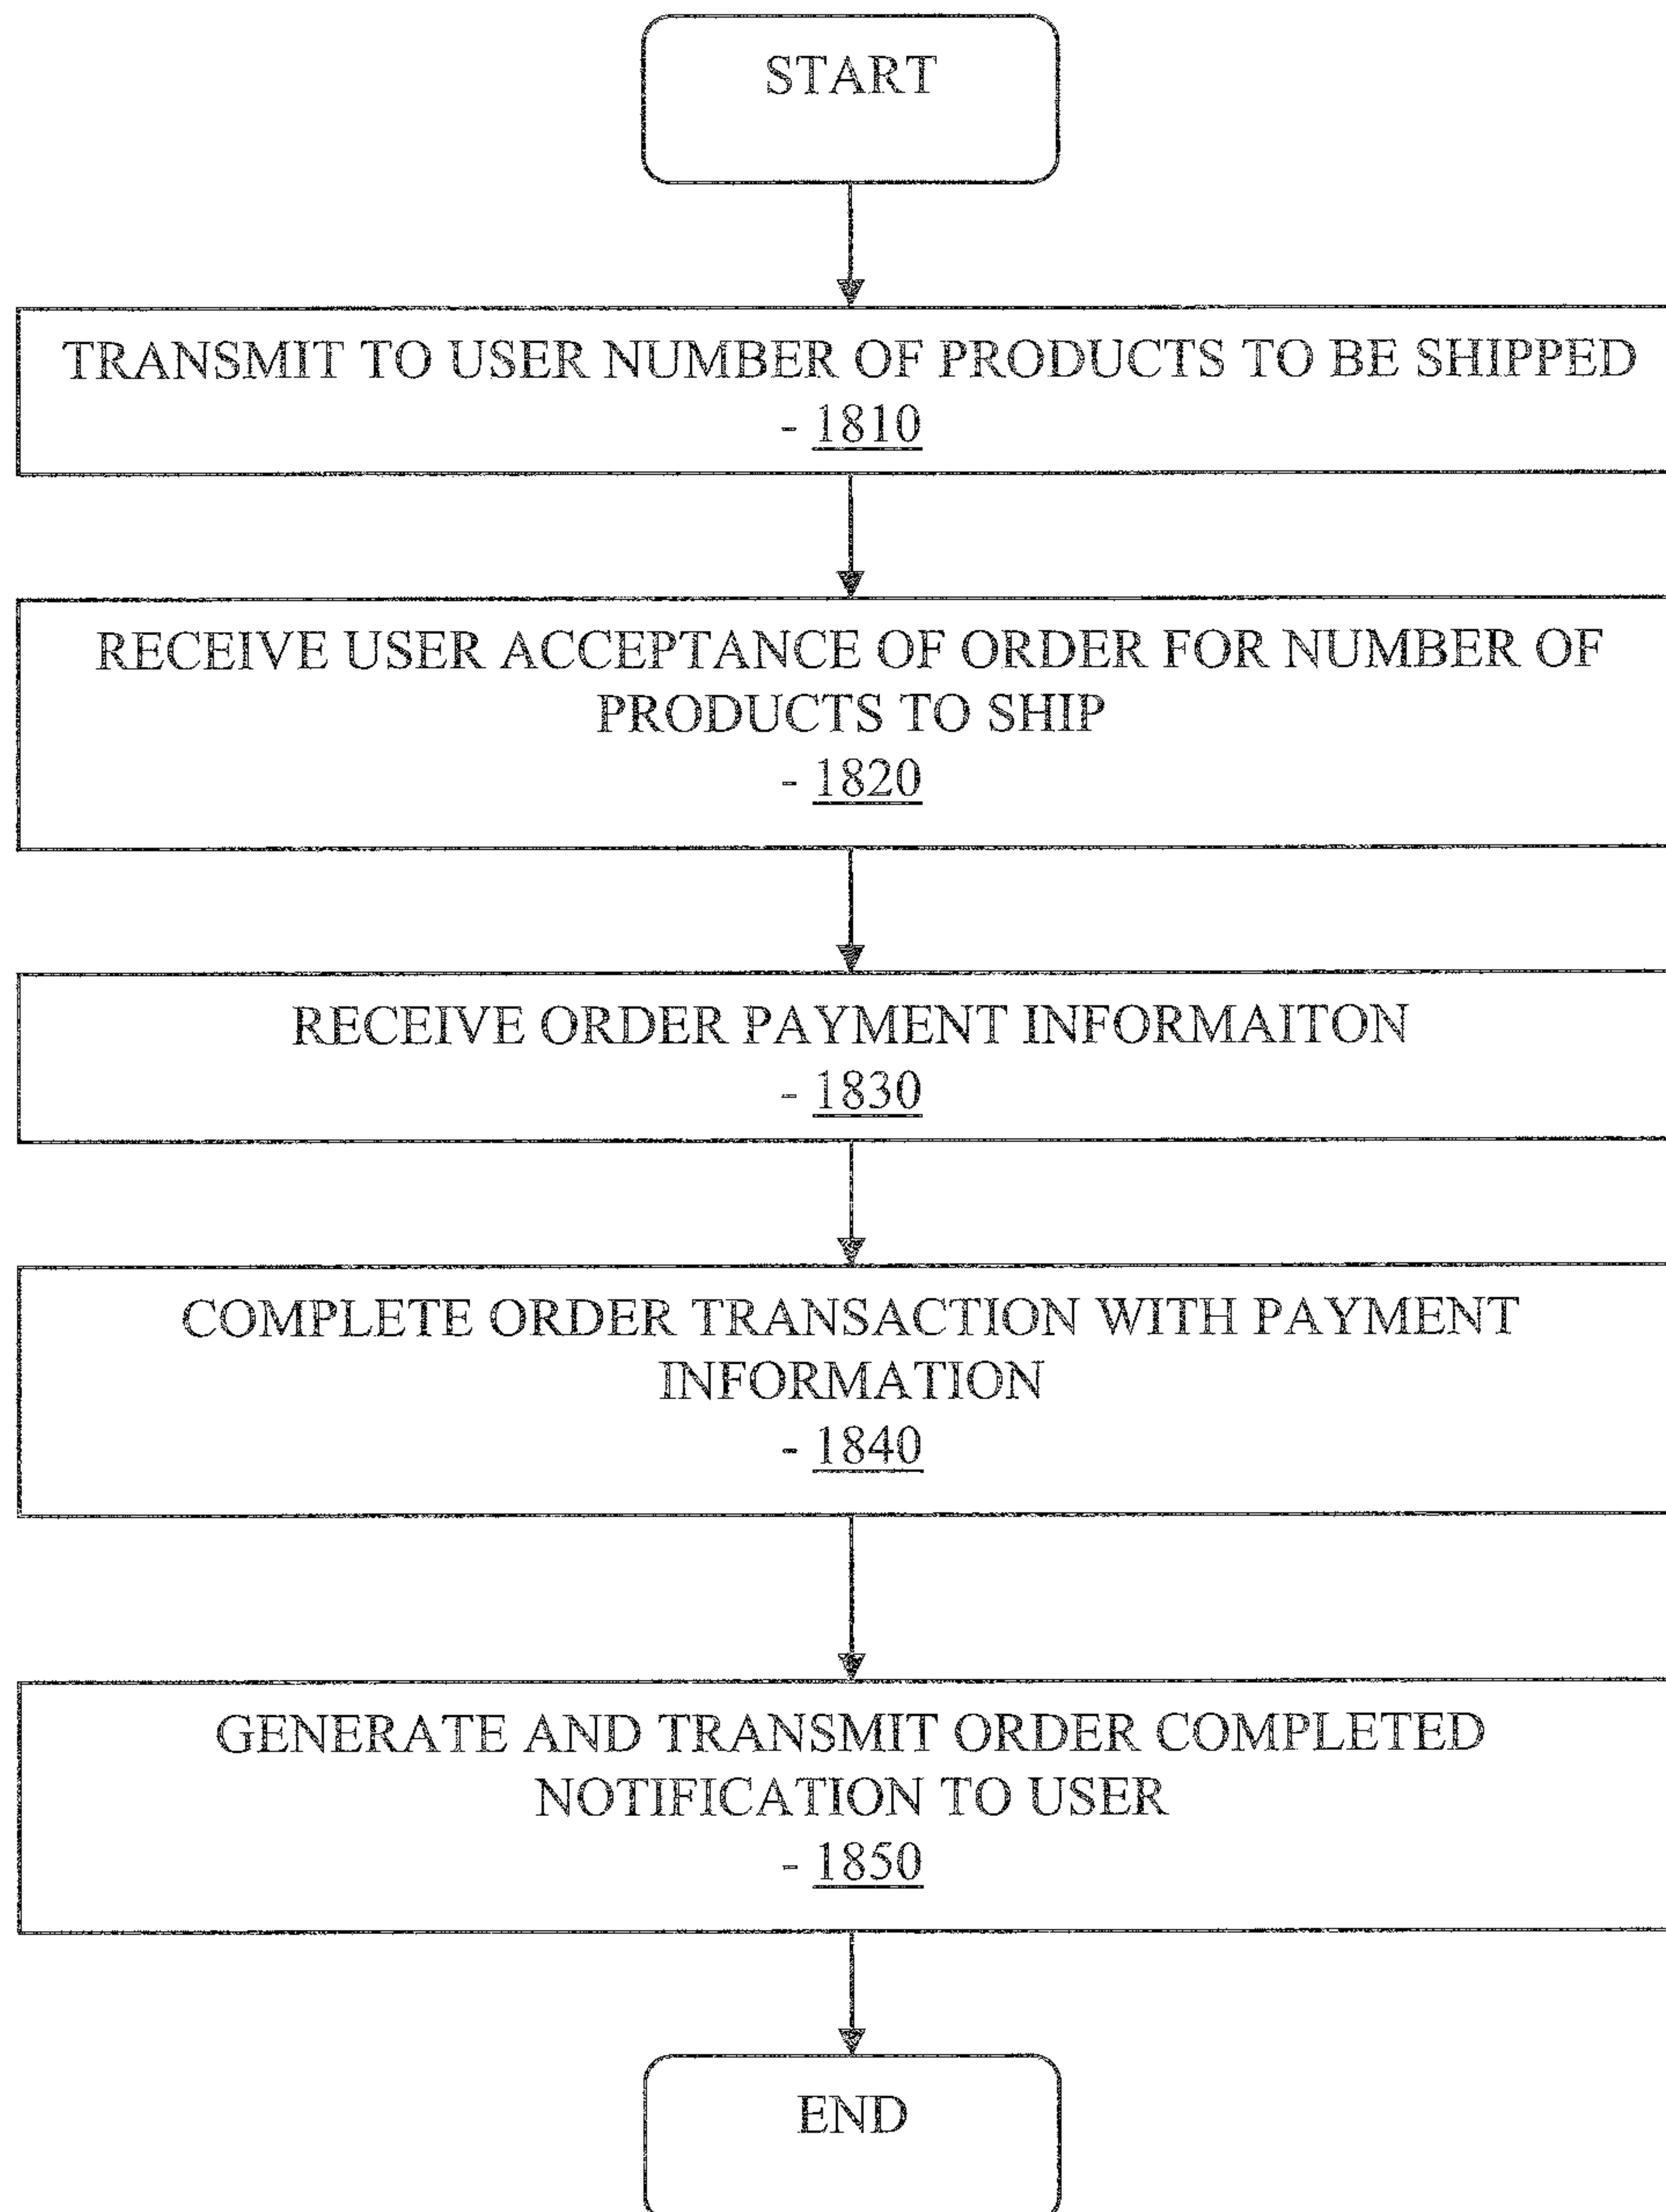 START
TRANSMIT TO USER NUMBER OF PRODUCTS TO BE SHIPPED
- 1810
RECEIVE USER ACCEPTANCE OF ORDER FOR NUMBER OF
PRODUCTS TO SHIP
- 1820
RECEIVE ORDER PAYMENT INFORMAITON
- 1830
COMPLETE ORDER TRANSACTION WITH PAYMENT
INFORMATION
- 1840
GENERATE AND TRANSMIT ORDER COMPLETED
NOTIFICATION TO USER
- 1850
END